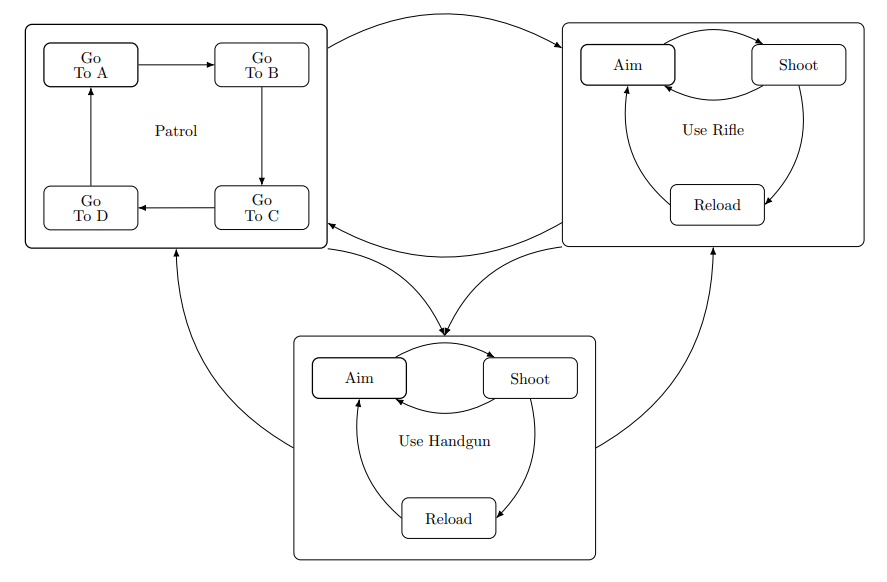 Go
To A
Go
To B
Patrol
Go
To D
Go
To C
Aim
Shoot
Use Rifle
Reload
Aim
Shoot
Use Handgun
Reload